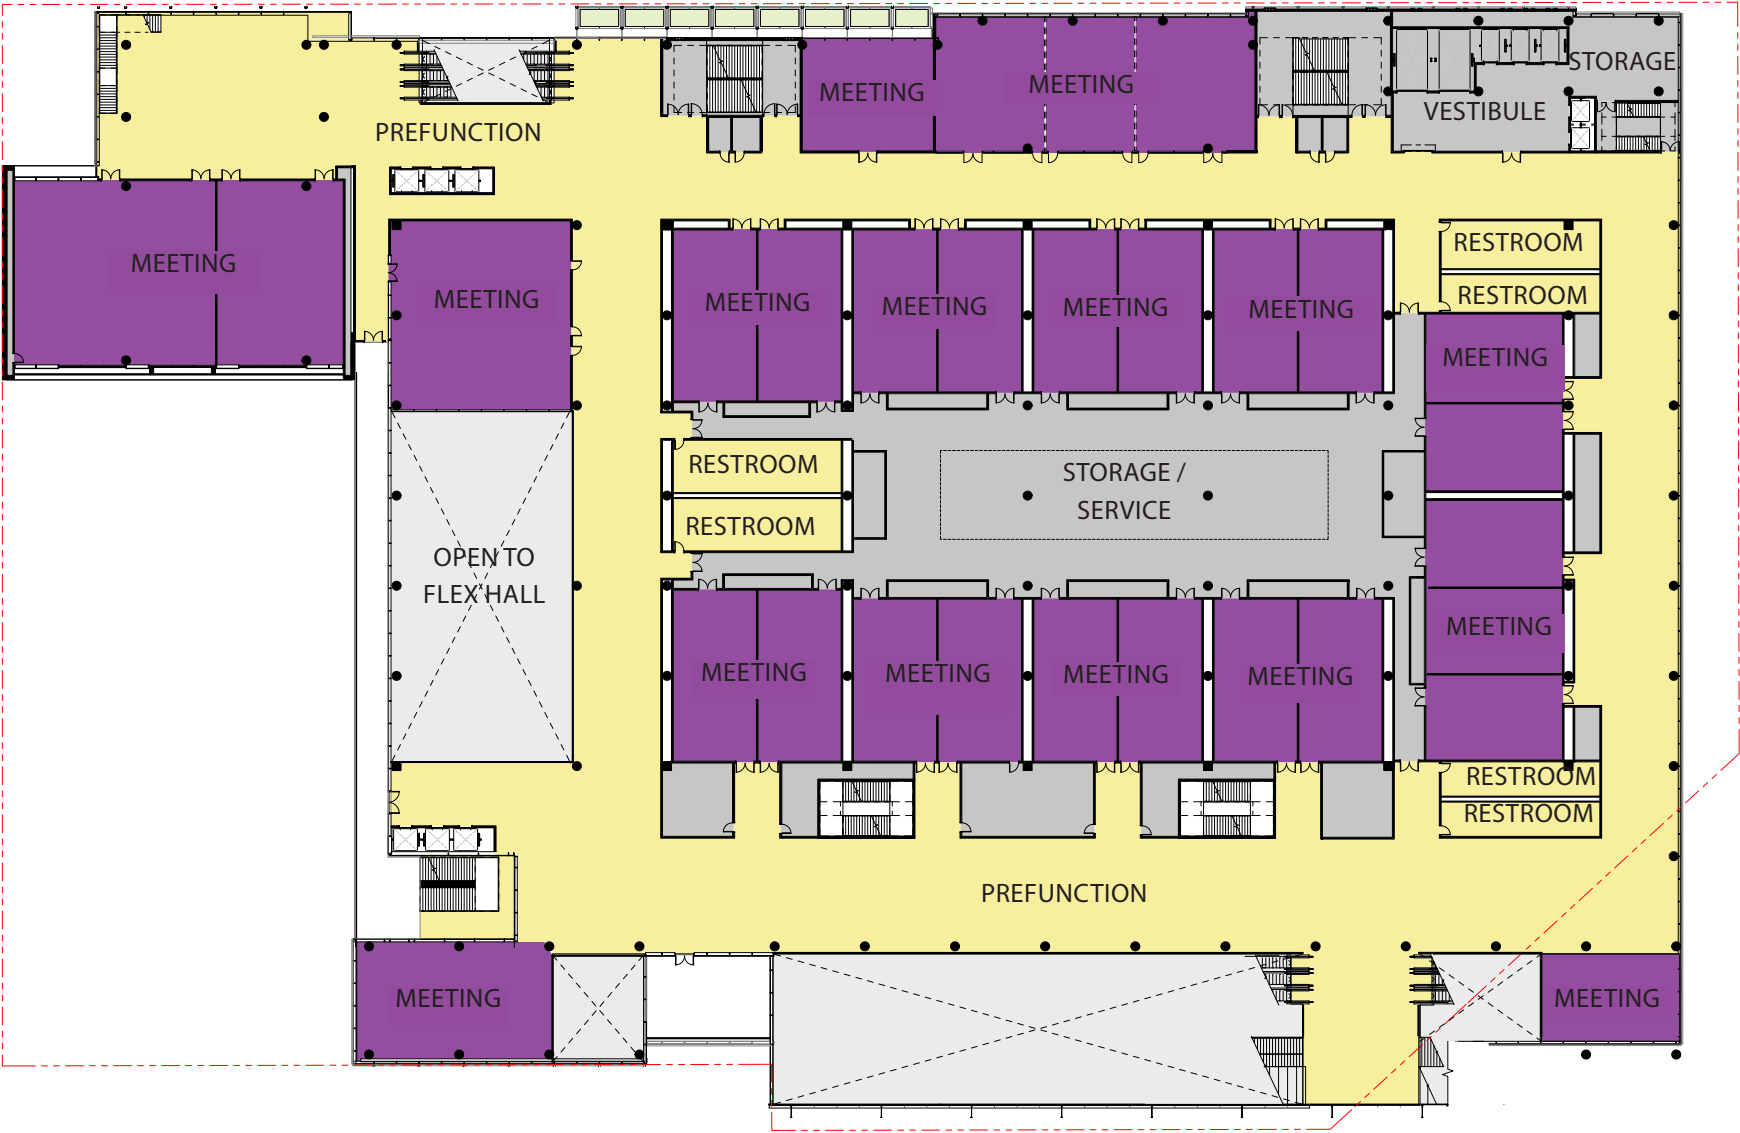 STORAGE
MEETING
MEETING
VESTIBULE
PREFUNCTION
RESTROOM
MEETING
MEETING
RESTROOM
MEETING
MEETING
MEETING
MEETING
MEETING
RESTROOM
STORAGE /
SERVICE
RESTROOM
OPEN TO
FLEX HALL
MEETING
MEETING
MEETING
MEETING
MEETING
RESTROOM
RESTROOM
PREFUNCTION
MEETING
MEETING